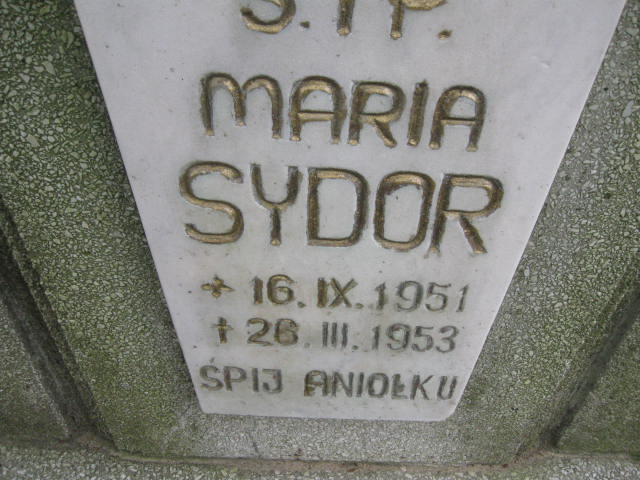 Ś.†P.
MARIA
SYDOR
* 16.IX.1951
† 26.III.1953
ŚPIJ ANIOŁKU